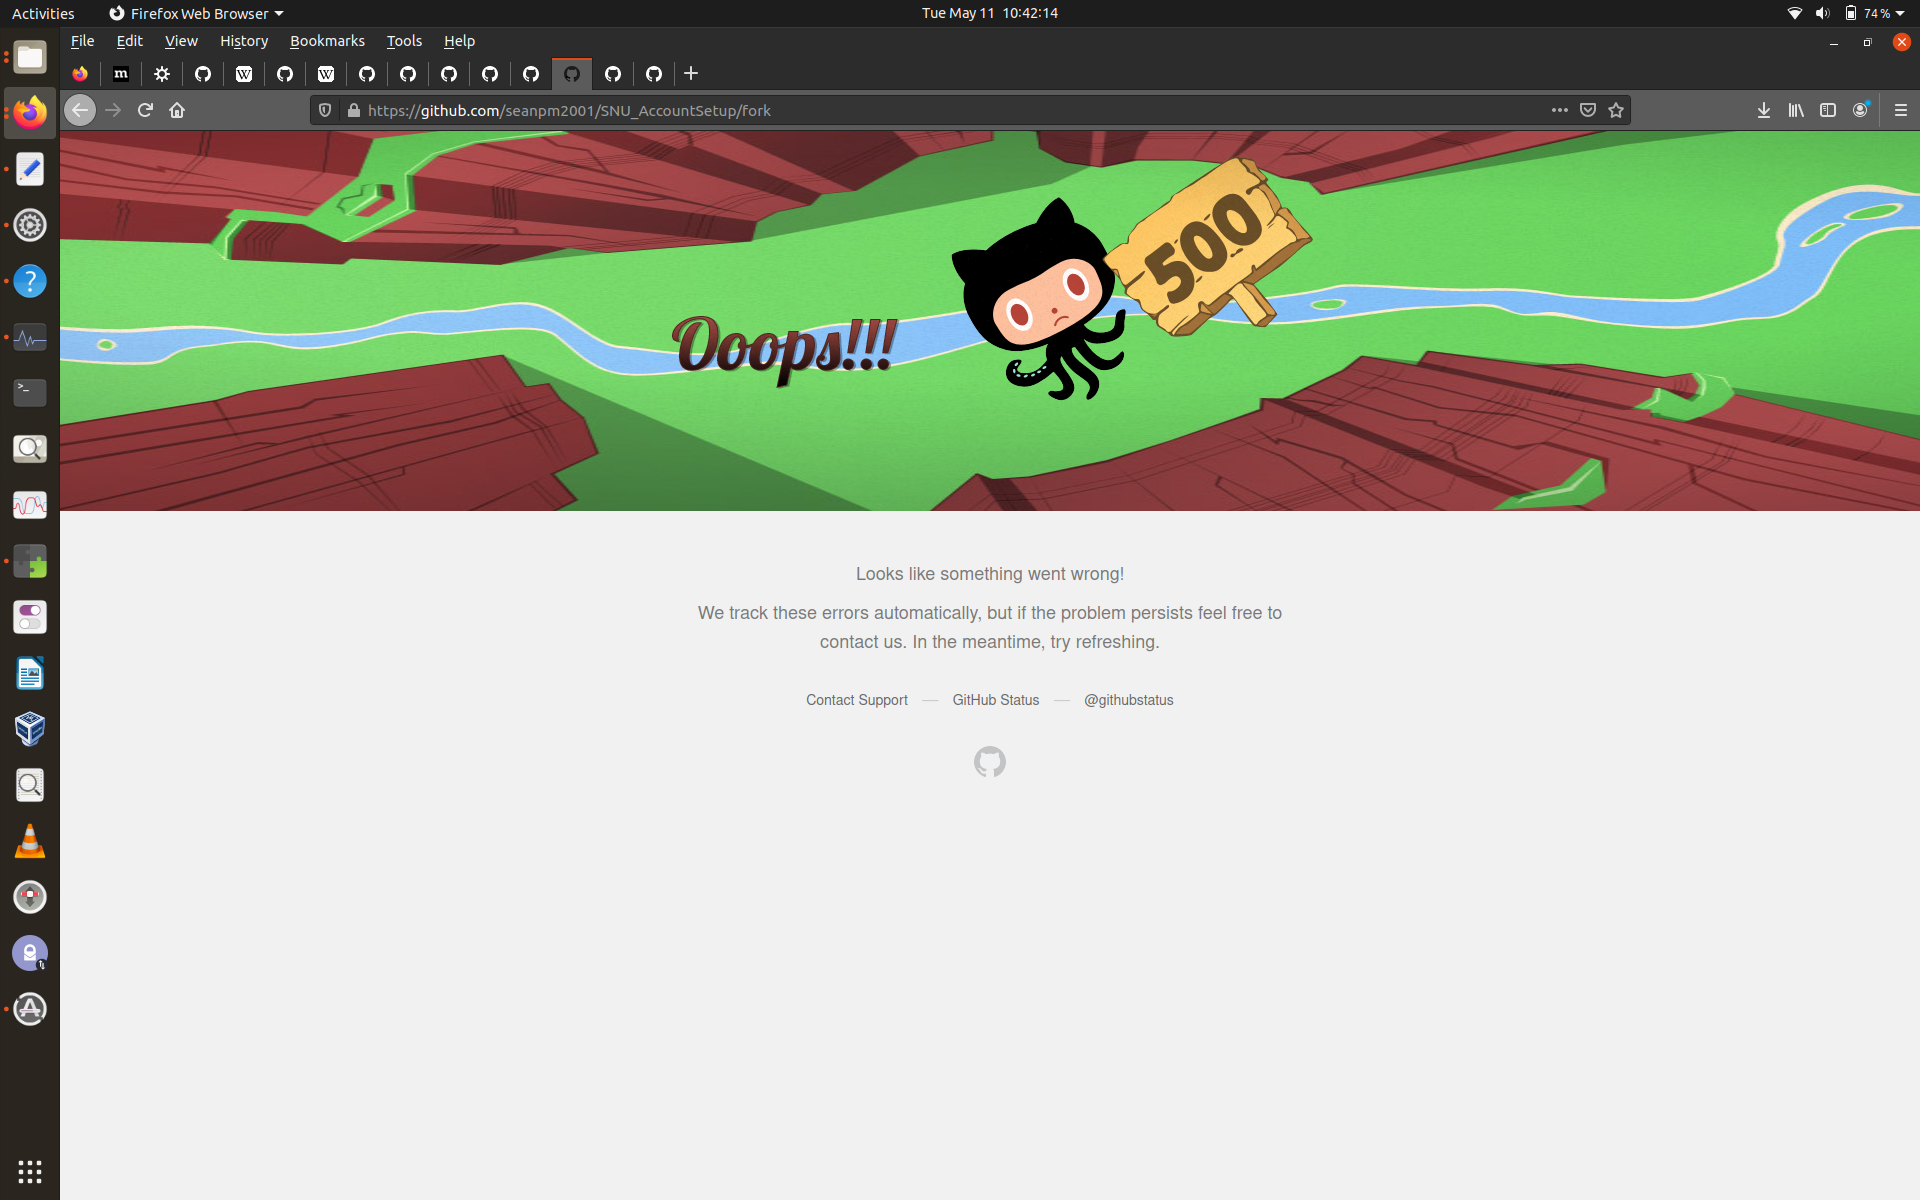 Activities
Firefox Web Browser
Tue May 11 10:42:14
74 %
File Edit View History Bookmarks Tools Help
m
W
W
https://github.com/seanpm2001/SNU_AccountSetup/fork
500
Ooops!!!
Looks like something went wrong!
We track these errors automatically, but if the problem persists feel free to
contact us. In the meantime, try refreshing.
Contact Support — GitHub Status — @githubstatus